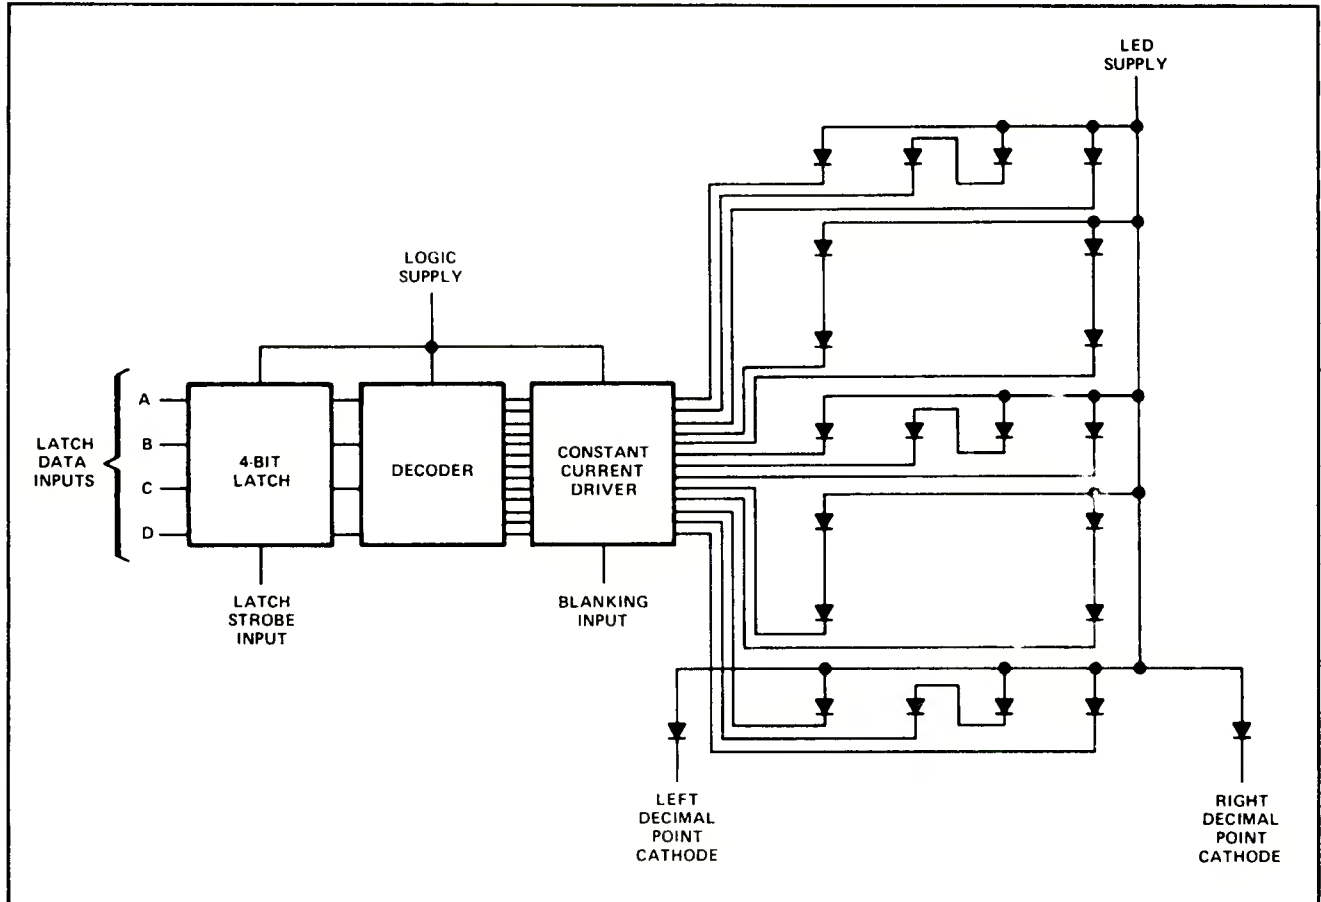 LED
SUPPLY
LOGIC
SUPPLY
LATCH
DATA
INPUTS
A
B
C
D
4-BIT
LATCH
DECODER
CONSTANT
CURRENT
DRIVER
LATCH
STROBE
INPUT
BLANKING
INPUT
LEFT
DECIMAL
POINT
CATHODE
RIGHT
DECIMAL
POINT
CATHODE